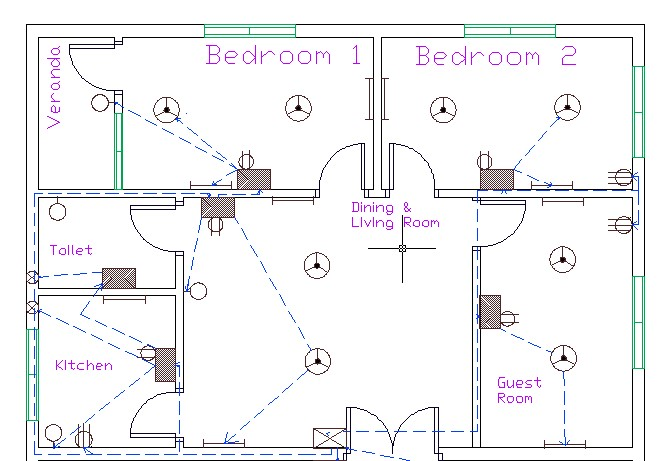 Bedroom 1
Bedroom 2
Veranda
Dining &
Living Room
Toilet
Kitchen
Guest
Room